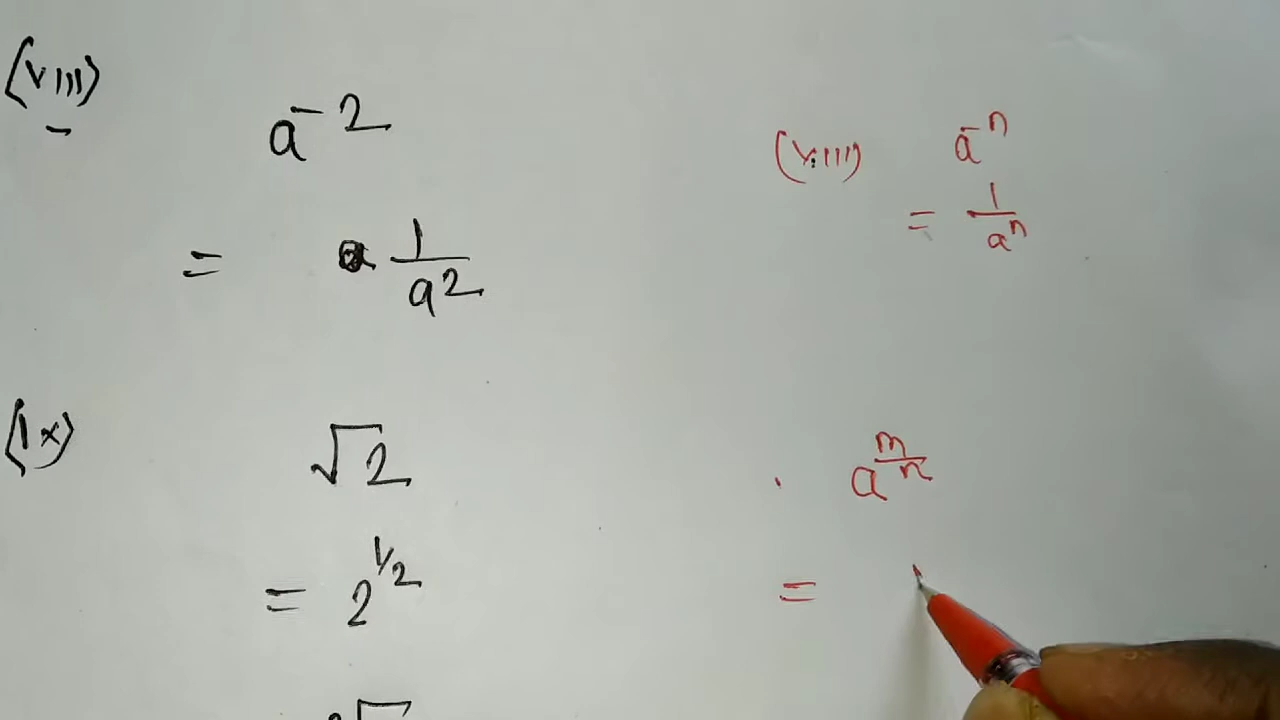 (VIII) a⁻² (VIII) a⁻ⁿ
= 1/a² = 1/aⁿ
(IX) √2 a^(m/n)
= 2^(1/2) =
√